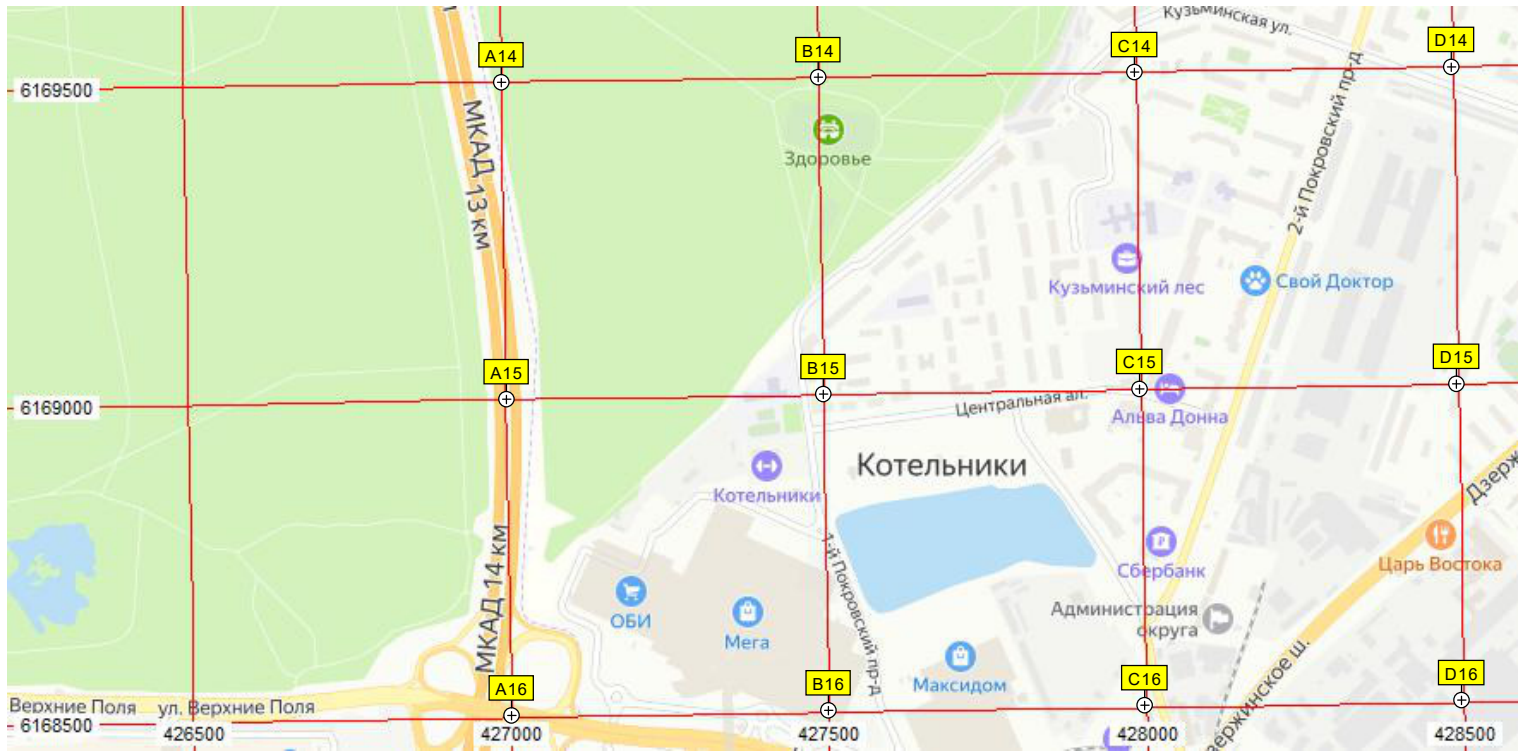 Кузьминская ул.
A14
B14
C14
D14
6169500
МКАД 13 км
Здоровье
2-й Покровский пр-д
Кузьминский лес
Свой Доктор
A15
B15
C15
D15
6169000
Центральная ал.
Альва Донна
Котельники
Котельники
Дзерж
МКАД 14 км
1-й Покровский пр-д
Сбербанк
Царь Востока
ОБИ
Мега
Администрация
округа
Максидом
A16
B16
C16
D16
Верхние Поля
ул. Верхние Поля
6168500
зержинское ш.
426500
427000
427500
428000
428500